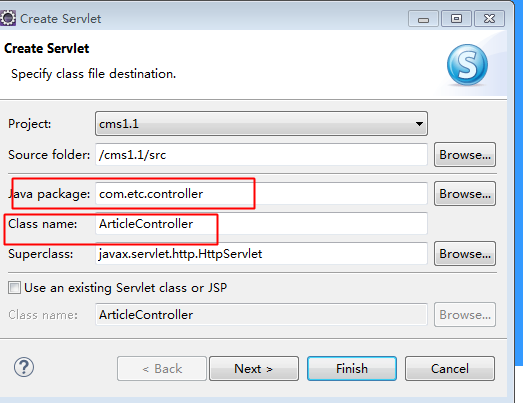 Create Servlet
Create Servlet
Specify class file destination.
S
Project: cms1.1
Source folder: /cms1.1/src Browse...
Java package: com.etc.controller Browse...
Class name: ArticleController
Superclass: javax.servlet.http.HttpServlet Browse...
Use an existing Servlet class or JSP
Class name: ArticleController Browse...
? < Back Next > Finish Cancel